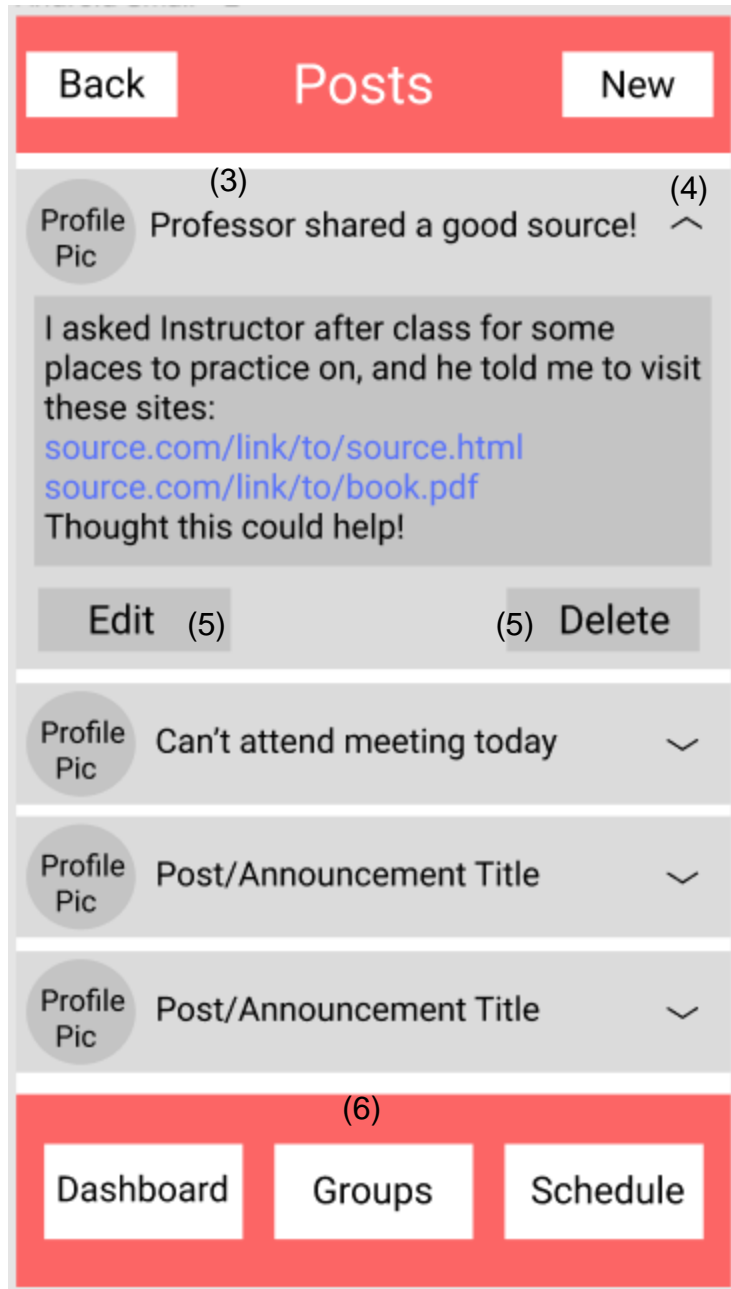 Back Posts New
(3)
(4)
Profile
Pic
Professor shared a good source!
I asked Instructor after class for some
places to practice on, and he told me to visit
these sites:
source.com/link/to/source.html
source.com/link/to/book.pdf
Thought this could help!
Edit (5)
(5) Delete
Profile
Pic
Can't attend meeting today
Profile
Pic
Post/Announcement Title
Profile
Pic
Post/Announcement Title
(6)
Dashboard Groups Schedule